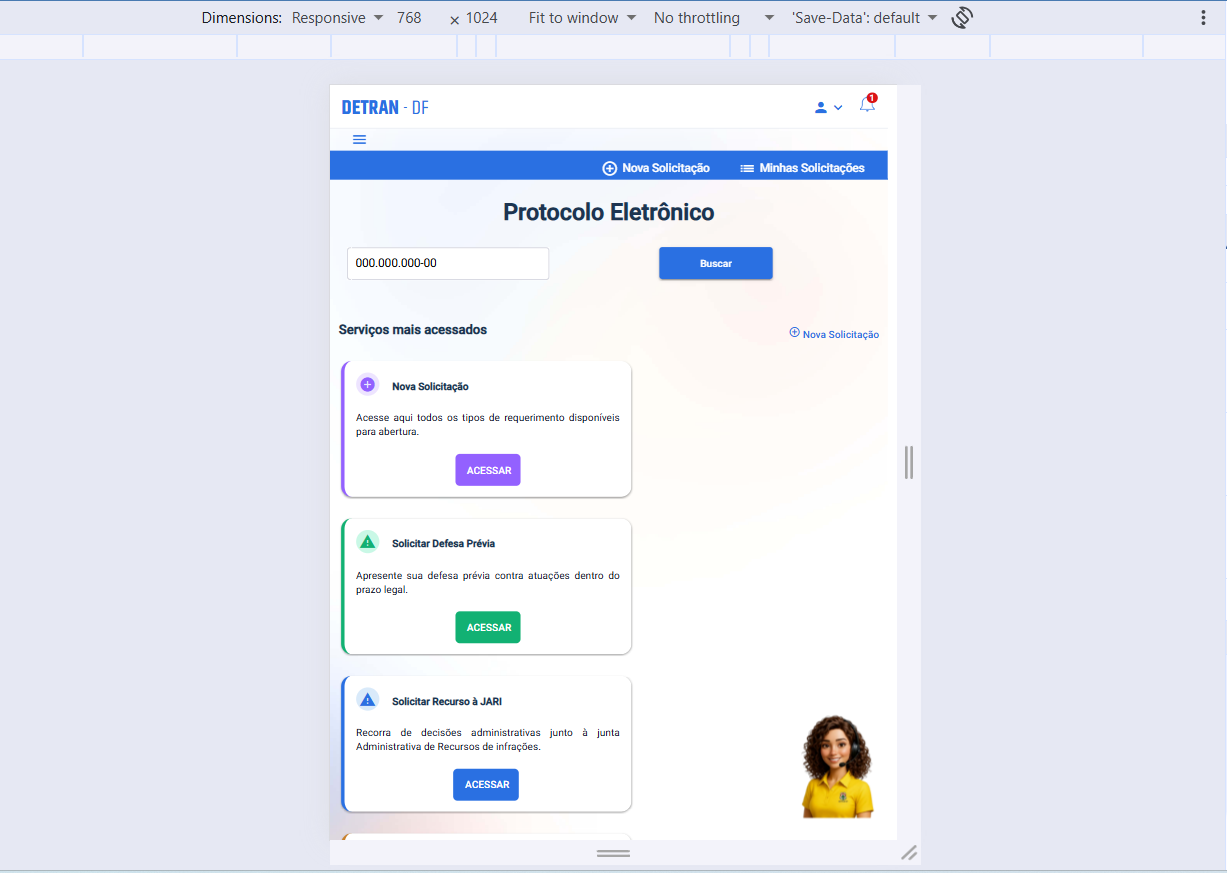 Dimensions: Responsive 768 × 1024 Fit to window No throttling 'Save-Data': default
DETRAN - DF
1
Nova Solicitação Minhas Solicitações
Protocolo Eletrônico
000.000.000-00 Buscar
Serviços mais acessados
Nova Solicitação
Nova Solicitação
Acesse aqui todos os tipos de requerimento disponíveis
para abertura.
ACESSAR
Solicitar Defesa Prévia
Apresente sua defesa prévia contra atuações dentro do
prazo legal.
ACESSAR
Solicitar Recurso à JARI
Recorra de decisões administrativas junto à junta
Administrativa de Recursos de infrações.
ACESSAR